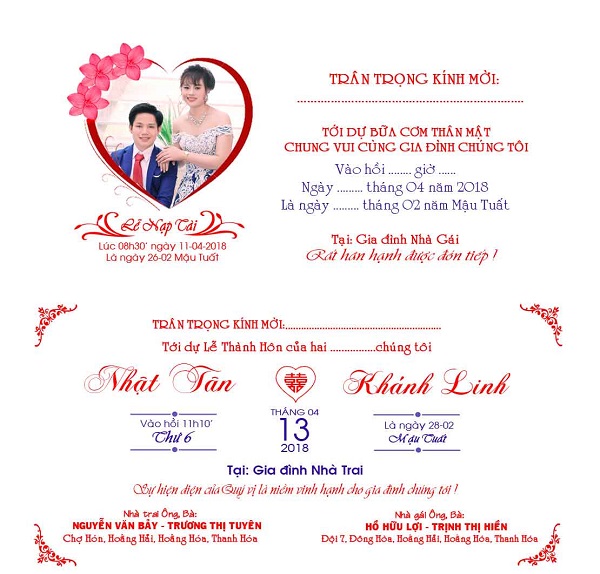 TRÂN TRỌNG KÍNH MỜI:
........................................................
TỚI DỰ BỮA CƠM THÂN MẬT
CHUNG VUI CÙNG GIA ĐÌNH CHÚNG TÔI
Vào hồi ........ giờ ......
Ngày ......... tháng 04 năm 2018
Là ngày ......... tháng 02 năm Mậu Tuất
Tại: Gia đình Nhà Gái
Rất hân hạnh được đón tiếp !
Lễ Nạp Tài
Lúc 08h30' ngày 11-04-2018
Là ngày 26-02 Mậu Tuất
TRÂN TRỌNG KÍNH MỜI:....................................................
Tới dự Lễ Thành Hôn của hai ................chúng tôi
Nhật Tân
囍
Khánh Linh
Vào hồi 11h10'
Thứ 6
THÁNG 04
13
2018
Là ngày 28-02
Mậu Tuất
Tại: Gia đình Nhà Trai
Sự hiện diện của Quý vị là niềm vinh hạnh cho gia đình chúng tôi !
Nhà trai Ông, Bà:
NGUYỄN VĂN BẢY - TRƯƠNG THỊ TUYÊN
Chợ Hón, Hoằng Hải, Hoằng Hóa, Thanh Hóa
Nhà gái Ông, Bà:
HỒ HỮU LỢI - TRỊNH THỊ HIỀN
Đội 7, Đông Hòa, Hoằng Hải, Hoằng Hóa, Thanh Hóa